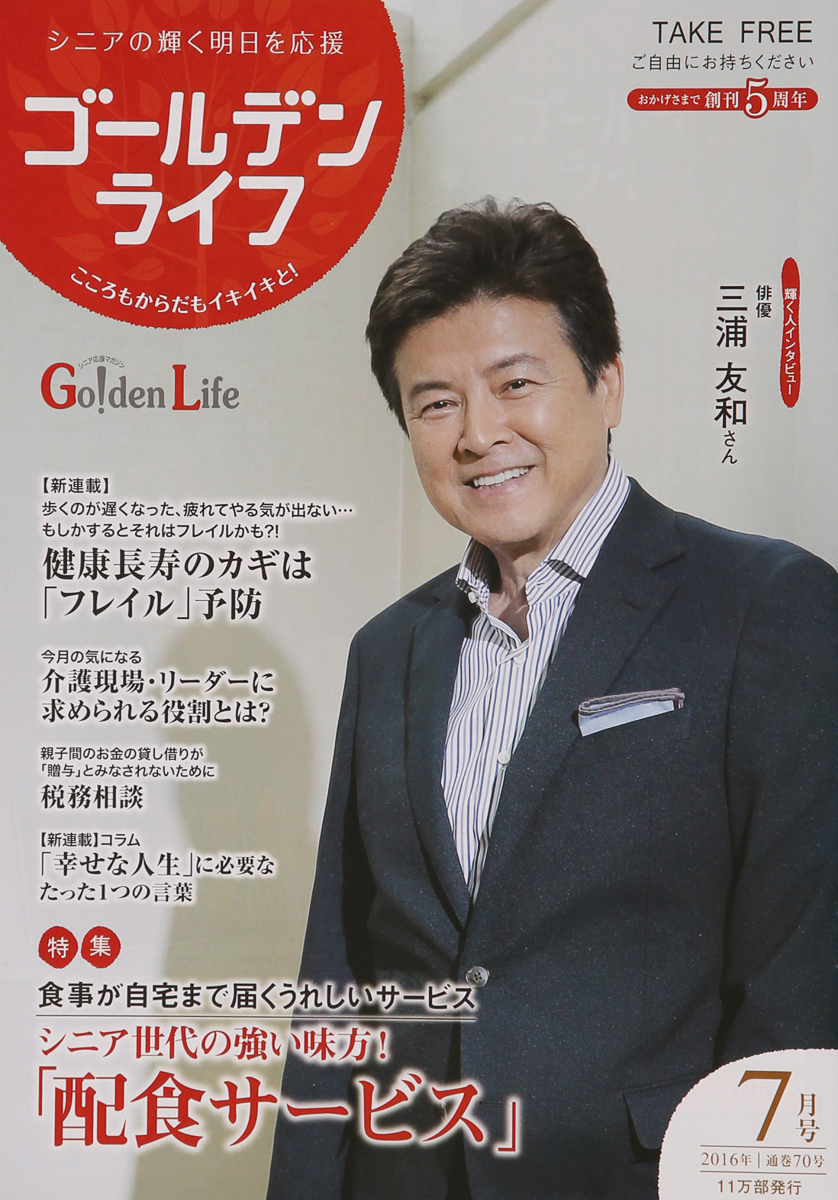 シニアの輝く明日を応援
ゴールデン
ライフ
こころもからだもイキイキと!
シニア応援マガジン
Go!den Life
TAKE FREE
ご自由にお持ちください
おかげさまで 創刊5周年
輝く人インタビュー
俳優
三浦 友和さん
【新連載】
歩くのが遅くなった、疲れてやる気が出ない…
もしかするとそれはフレイルかも?!
健康長寿のカギは
「フレイル」予防
今月の気になる
介護現場・リーダーに
求められる役割とは?
親子間のお金の貸し借りが
「贈与」とみなされないために
税務相談
【新連載】コラム
「幸せな人生」に必要な
たった1つの言葉
特集
食事が自宅まで届くうれしいサービス
シニア世代の強い味方!
「配食サービス」
7月号
2016年|通巻70号
11万部発行